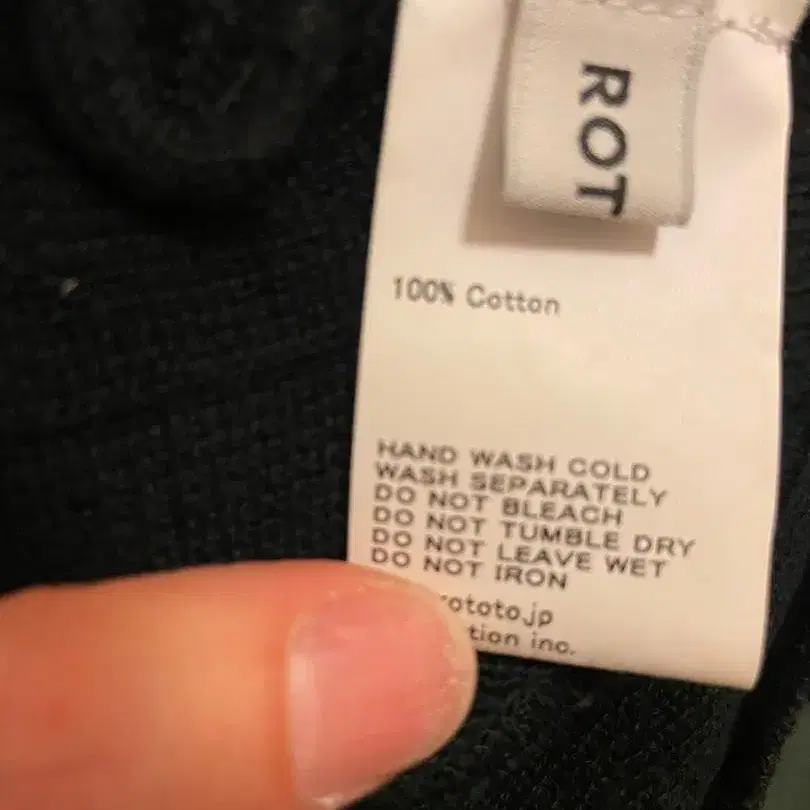 ROT
100% Cotton
HAND WASH COLD
WASH SEPARATELY
DO NOT BLEACH
DO NOT TUMBLE DRY
DO NOT LEAVE WET
DO NOT IRON
rototo.jp
tion inc.